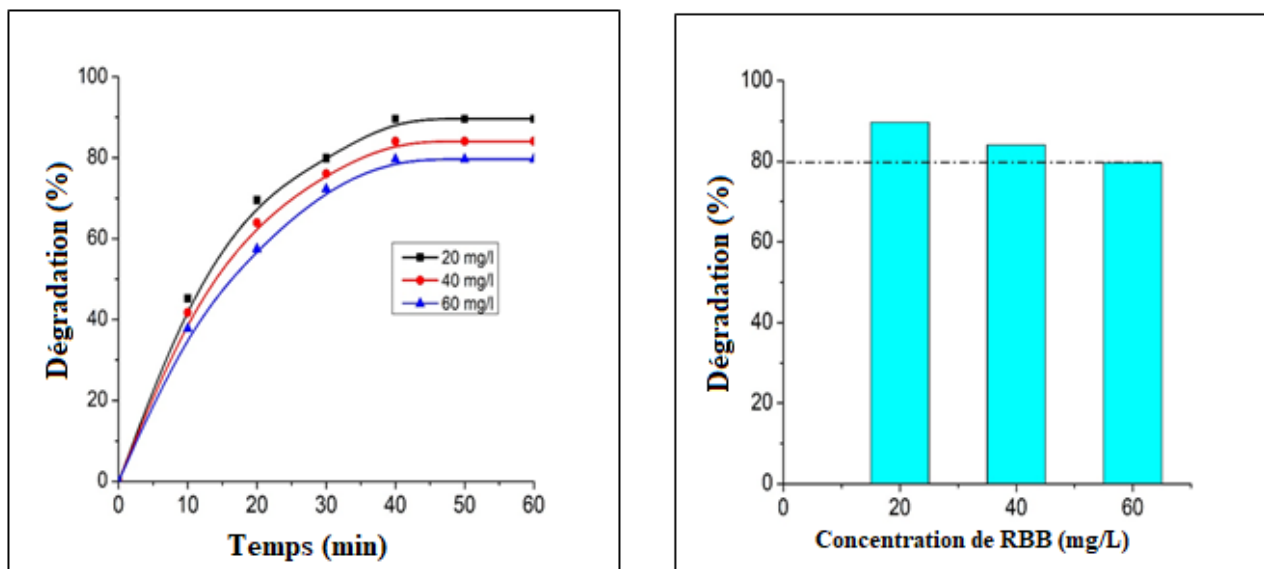 100
80
60
40
20
0
Dégradation (%)
20 mg/l
40 mg/l
60 mg/l
0 10 20 30 40 50 60
Temps (min)
100
80
60
40
20
0
Dégradation (%)
0 20 40 60
Concentration de RBB (mg/L)